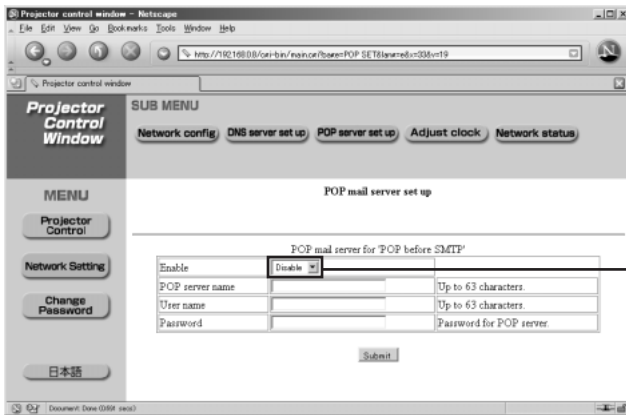 Projector control window - Netscape
File Edit View Go Bookmarks Tools Window Help
Projector control window
Projector
Control
Window
SUB MENU
Network config. DNS server set up POP server set up Adjust clock Network status
MENU
POP mail server set up
Projector
Control
Network Setting
Change
Password
日本語
POP mail server for 'POP before SMTP'
Enable Disable
POP server name Up to 63 characters.
User name Up to 63 characters.
Password Password for POP server.
Submit
Document: Done